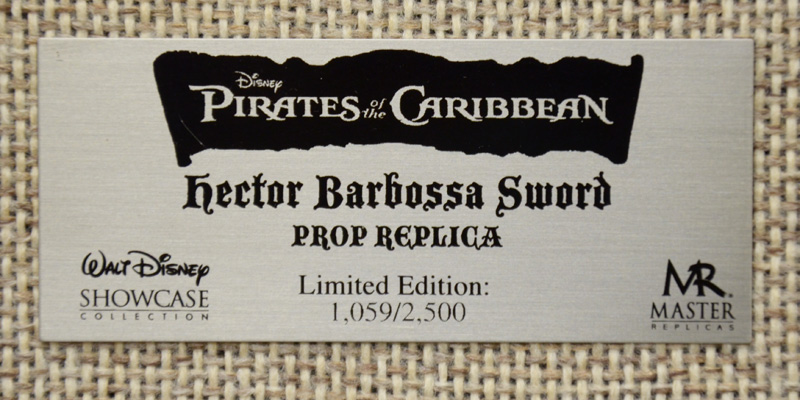 Disney
Pirates of the Caribbean
Hector Barbossa Sword
PROP REPLICA
Limited Edition:
1,059/2,500
Walt Disney
SHOWCASE
COLLECTION
MR
MASTER
REPLICAS